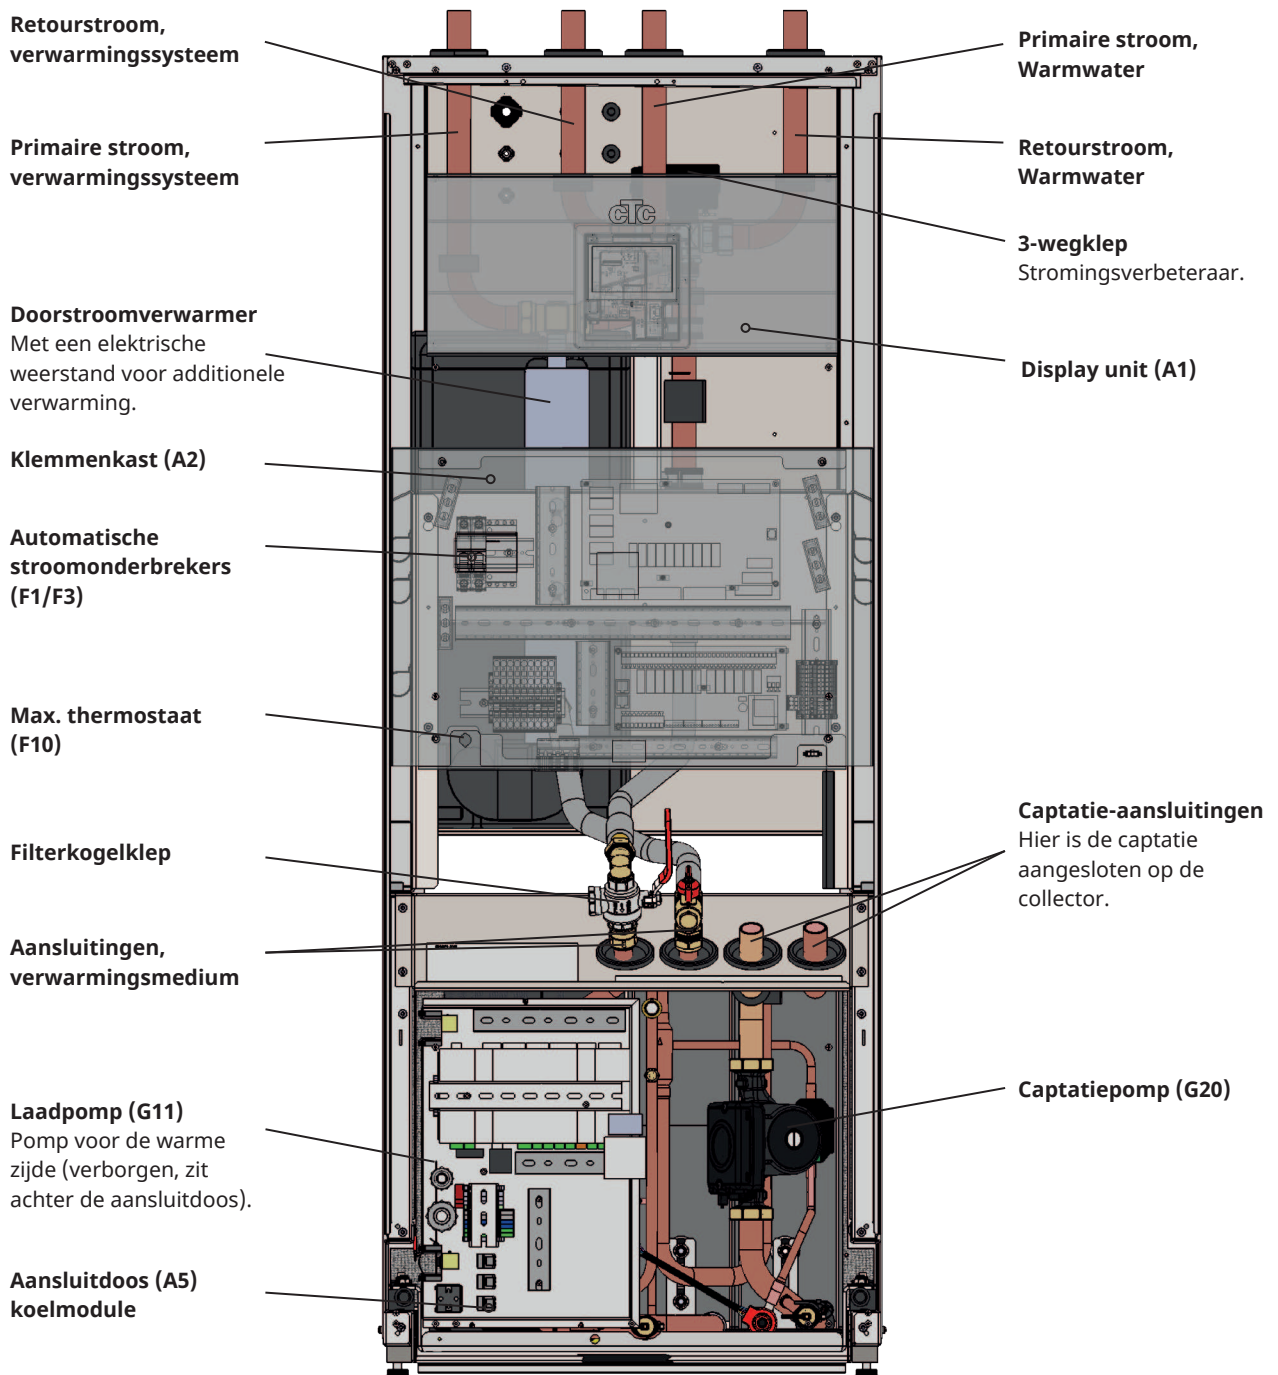 Retourstroom,
verwarmingssysteem
Primaire stroom,
verwarmingssysteem
Doorstroomverwarmer
Met een elektrische
weerstand voor additionele
verwarming.
Klemmenkast (A2)
Automatische
stroomonderbrekers
(F1/F3)
Max. thermostaat
(F10)
Filterkogelklep
Aansluitingen,
verwarmingsmedium
Laadpomp (G11)
Pomp voor de warme
zijde (verborgen, zit
achter de aansluitdoos).
Aansluitdoos (A5)
koelmodule
cTc
Primaire stroom,
Warmwater
Retourstroom,
Warmwater
3-wegklep
Stromingsverbeteraar.
Display unit (A1)
Captatie-aansluitingen
Hier is de captatie
aangesloten op de
collector.
Captatiepomp (G20)